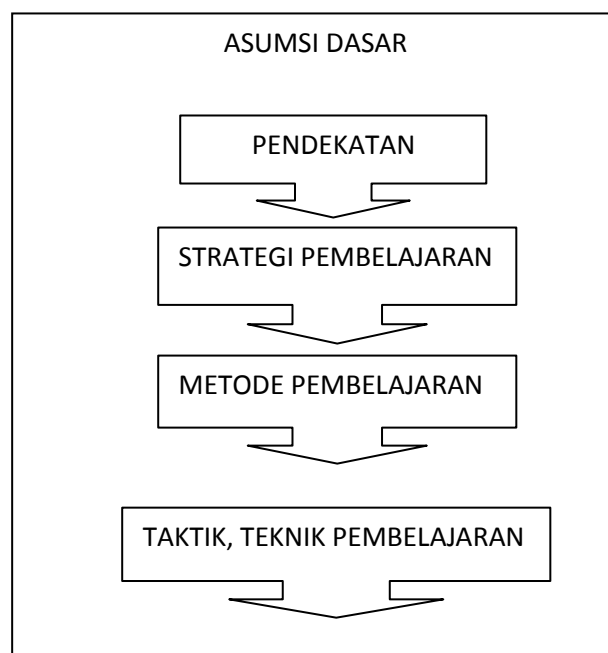 ASUMSI DASAR
PENDEKATAN
STRATEGI PEMBELAJARAN
METODE PEMBELAJARAN
TAKTIK, TEKNIK PEMBELAJARAN